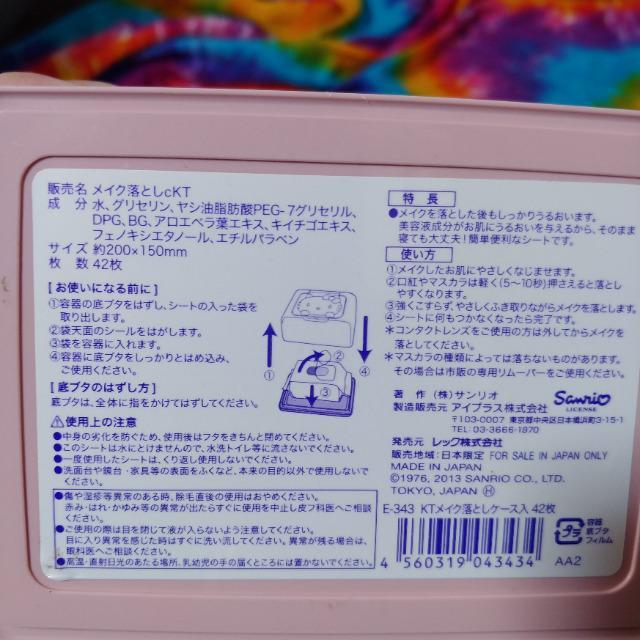 販売名 メイク落としcKT
成 分 水、グリセリン、ヤシ油脂肪酸PEG-7グリセリル、
DPG、BG、アロエベラ葉エキス、キイチゴエキス、
フェノキシエタノール、エチルパラベン
サイズ 約200×150mm
枚 数 42枚
[お使いになる前に]
①容器の底ブタをはずし、シートの入った袋を
取り出します。
②袋天面のシールをはがします。
③袋を容器に入れます。
④容器に底ブタをしっかりとはめ込み、
ご使用ください。
[底ブタのはずし方]
底ブタは、全体に指をかけてはずしてください。
① ② ③ ④
⚠使用上の注意
●中身の劣化を防ぐため、使用後はフタをきちんと閉めてください。
●このシートは水にとけませんので、水洗トイレ等に流さないでください。
●一度使用したシートは、くり返し使用しないでください。
●洗面台や鏡台・家具等の表面をふくなど、本来の目的以外で使用しないで
ください。
●傷や湿疹等異常のある時、除毛直後の使用はおやめください。
赤み・はれ・かゆみ等の異常が出たらすぐに使用を中止し皮フ科医へご相談
ください。
●ご使用の際は目を閉じて液が入らないよう注意してください。
目に入り異常を感じた時はすぐに洗い流してください。異常が残る場合は、
眼科医へご相談ください。
●高温・直射日光のあたる場所、乳幼児の手の届くところには置かないでください。
特 長
●メイクを落とした後もしっかりうるおいます。
美容液成分がお肌にうるおいを与えるから、そのまま
寝ても大丈夫!簡単便利なシートです。
使い方
①メイクしたお肌にやさしくなじませます。
②口紅やマスカラは軽く(5〜10秒)押さえると落とし
やすくなります。
③強くこすらず、やさしくふき取りながらメイクを落とします。
④シートに何もつかなくなったら完了です。
*コンタクトレンズをご使用の方は外してからメイクを
落としてください。
*マスカラの種類によっては落ちないものがあります。
その場合は市販の専用リムーバーをご使用ください。
著 作 (株)サンリオ
製造販売元 アイプラス株式会社
〒103-0007 東京都中央区日本橋浜町3-15-1
TEL.03-3666-1970
Sanrio
LICENSE
発売元 レック株式会社
販売地域:日本限定 FOR SALE IN JAPAN ONLY
MADE IN JAPAN
©1976, 2013 SANRIO CO., LTD.
TOKYO, JAPAN Ⓗ
E-343 KTメイク落としケース入 42枚
4 560319 043434
プラ
容器
底ブタ
フィルム
AA2